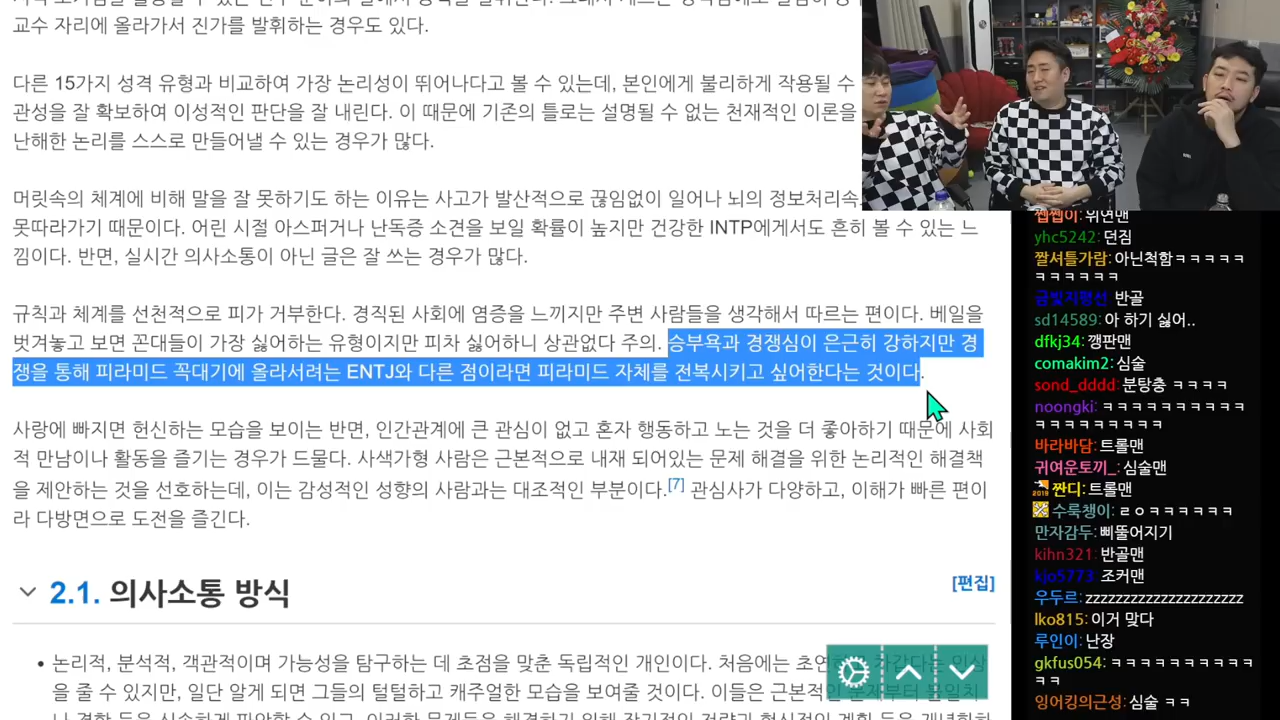 교수 자리에 올라가서 진가를 발휘하는 경우도 있다.
다른 15가지 성격 유형과 비교하여 가장 논리성이 뛰어나다고 볼 수 있는데, 본인에게 불리하게 작용될 수
관성을 잘 확보하여 이성적인 판단을 잘 내린다. 이 때문에 기존의 틀로는 설명될 수 없는 천재적인 이론을
난해한 논리를 스스로 만들어낼 수 있는 경우가 많다.
머릿속의 체계에 비해 말을 잘 못하기도 하는 이유는 사고가 발산적으로 끊임없이 일어나 뇌의 정보처리속
못따라가기 때문이다. 어린 시절 아스퍼거나 난독증 소견을 보일 확률이 높지만 건강한 INTP에게서도 흔히 볼 수 있는 느
낌이다. 반면, 실시간 의사소통이 아닌 글은 잘 쓰는 경우가 많다.
규칙과 체계를 선천적으로 피가 거부한다. 경직된 사회에 염증을 느끼지만 주변 사람들을 생각해서 따르는 편이다. 베일을
벗겨놓고 보면 꼰대들이 가장 싫어하는 유형이지만 피차 싫어하니 상관없다 주의. 승부욕과 경쟁심이 은근히 강하지만 경
쟁을 통해 피라미드 꼭대기에 올라서려는 ENTJ와 다른 점이라면 피라미드 자체를 전복시키고 싶어한다는 것이다.
사랑에 빠지면 헌신하는 모습을 보이는 반면, 인간관계에 큰 관심이 없고 혼자 행동하고 노는 것을 더 좋아하기 때문에 사회
적 만남이나 활동을 즐기는 경우가 드물다. 사색가형 사람은 근본적으로 내재 되어있는 문제 해결을 위한 논리적인 해결책
을 제안하는 것을 선호하는데, 이는 감성적인 성향의 사람과는 대조적인 부분이다.[7] 관심사가 다양하고, 이해가 빠른 편이
라 다방면으로 도전을 즐긴다.
2.1. 의사소통 방식 [편집]
• 논리적, 분석적, 객관적이며 가능성을 탐구하는 데 초점을 맞춘 독립적인 개인이다. 처음에는 초연하고 차갑다는 인상
을 줄 수 있지만, 일단 알게 되면 그들의 털털하고 캐주얼한 모습을 보여줄 것이다. 이들은 근본적인 문제부터 불일치
쩝쩝이: 위연맨
yhc5242: 던짐
짤셔틀가람: 아닌척함ㅋㅋㅋㅋㅋ
ㅋㅋㅋㅋㅋㅋ
금빛지평선: 반골
sd14589: 아 하기 싫어..
dfkj34: 깽판맨
comakim2: 심술
sond_dddd: 분탕충 ㅋㅋㅋㅋ
noongki: ㅋㅋㅋㅋㅋㅋㅋㅋㅋㅋ
ㅋㅋㅋㅋㅋㅋㅋㅋㅋ
바라바담: 트롤맨
귀여운토끼_: 심술맨
2019 짠디: 트롤맨
수룩챙이: ㄹㅇㅋㅋㅋㅋㅋㅋ
만자감두: 삐뚤어지기
kihn321: 반골맨
kjo5773: 조커맨
우두르: zzzzzzzzzzzzzzzzzzzzz
lko815: 이거 맞다
루인이: 난장
gkfus054: ㅋㅋㅋㅋㅋㅋㅋㅋㅋㅋ
ㅋㅋ
잉어킹의근성: 심술 ㅋㅋ